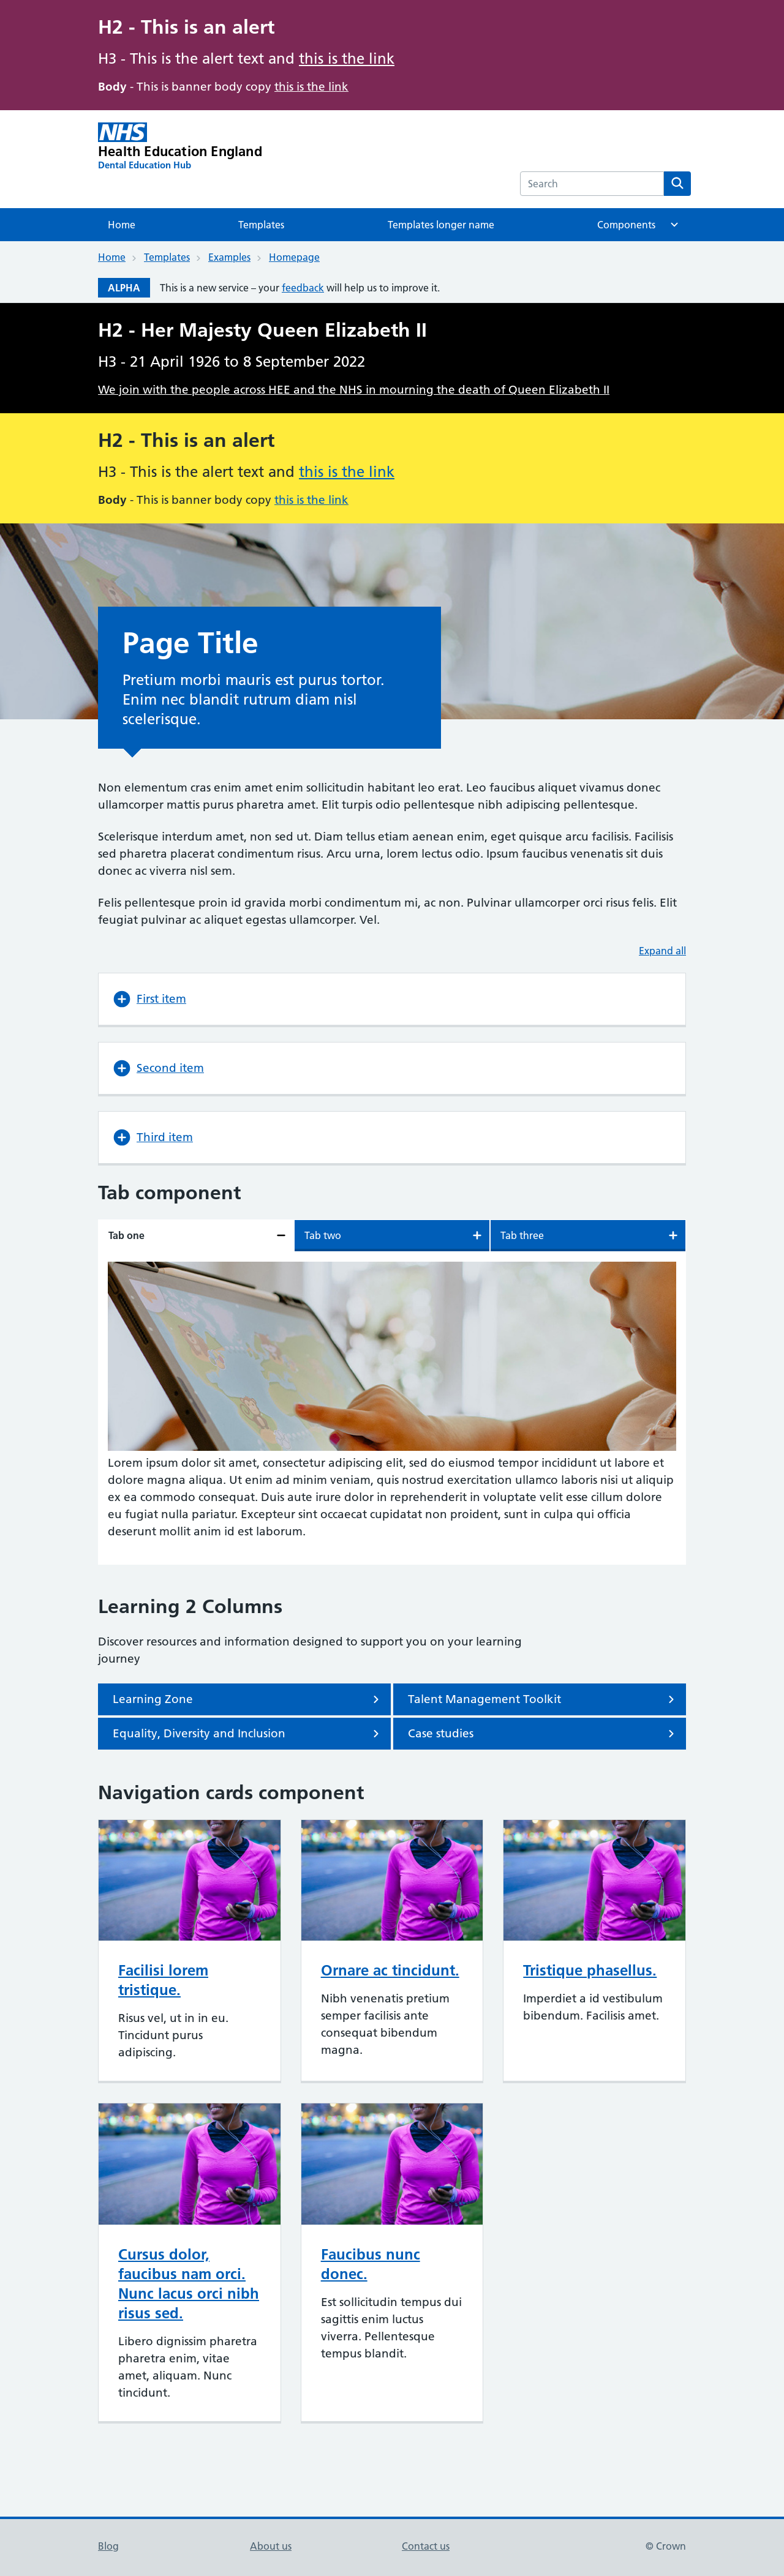 H2 - This is an alert
H3 - This is the alert text and this is the link
Body - This is banner body copy this is the link
NHS
Health Education England
Dental Education Hub
Search
Home
Templates
Templates longer name
Components
Home
Templates
Examples
Homepage
ALPHA
This is a new service – your feedback will help us to improve it.
H2 - Her Majesty Queen Elizabeth II
H3 - 21 April 1926 to 8 September 2022
We join with the people across HEE and the NHS in mourning the death of Queen Elizabeth II
H2 - This is an alert
H3 - This is the alert text and this is the link
Body - This is banner body copy this is the link
Page Title
Pretium morbi mauris est purus tortor.
Enim nec blandit rutrum diam nisl
scelerisque.
Non elementum cras enim amet enim sollicitudin habitant leo erat. Leo faucibus aliquet vivamus donec
ullamcorper mattis purus pharetra amet. Elit turpis odio pellentesque nibh adipiscing pellentesque.
Scelerisque interdum amet, non sed ut. Diam tellus etiam aenean enim, eget quisque arcu facilisis. Facilisis
sed pharetra placerat condimentum risus. Arcu urna, lorem lectus odio. Ipsum faucibus venenatis sit duis
donec ac viverra nisl sem.
Felis pellentesque proin id gravida morbi condimentum mi, ac non. Pulvinar ullamcorper orci risus felis. Elit
feugiat pulvinar ac aliquet egestas ullamcorper. Vel.
Expand all
First item
Second item
Third item
Tab component
Tab one
Tab two
Tab three
Lorem ipsum dolor sit amet, consectetur adipiscing elit, sed do eiusmod tempor incididunt ut labore et
dolore magna aliqua. Ut enim ad minim veniam, quis nostrud exercitation ullamco laboris nisi ut aliquip
ex ea commodo consequat. Duis aute irure dolor in reprehenderit in voluptate velit esse cillum dolore
eu fugiat nulla pariatur. Excepteur sint occaecat cupidatat non proident, sunt in culpa qui officia
deserunt mollit anim id est laborum.
Learning 2 Columns
Discover resources and information designed to support you on your learning
journey
Learning Zone
Talent Management Toolkit
Equality, Diversity and Inclusion
Case studies
Navigation cards component
Facilisi lorem
tristique.
Risus vel, ut in in eu.
Tincidunt purus
adipiscing.
Ornare ac tincidunt.
Nibh venenatis pretium
semper facilisis ante
consequat bibendum
magna.
Tristique phasellus.
Imperdiet a id vestibulum
bibendum. Facilisis amet.
Cursus dolor,
faucibus nam orci.
Nunc lacus orci nibh
risus sed.
Libero dignissim pharetra
pharetra enim, vitae
amet, aliquam. Nunc
tincidunt.
Faucibus nunc
donec.
Est sollicitudin tempus dui
sagittis enim luctus
viverra. Pellentesque
tempus blandit.
Blog
About us
Contact us
© Crown